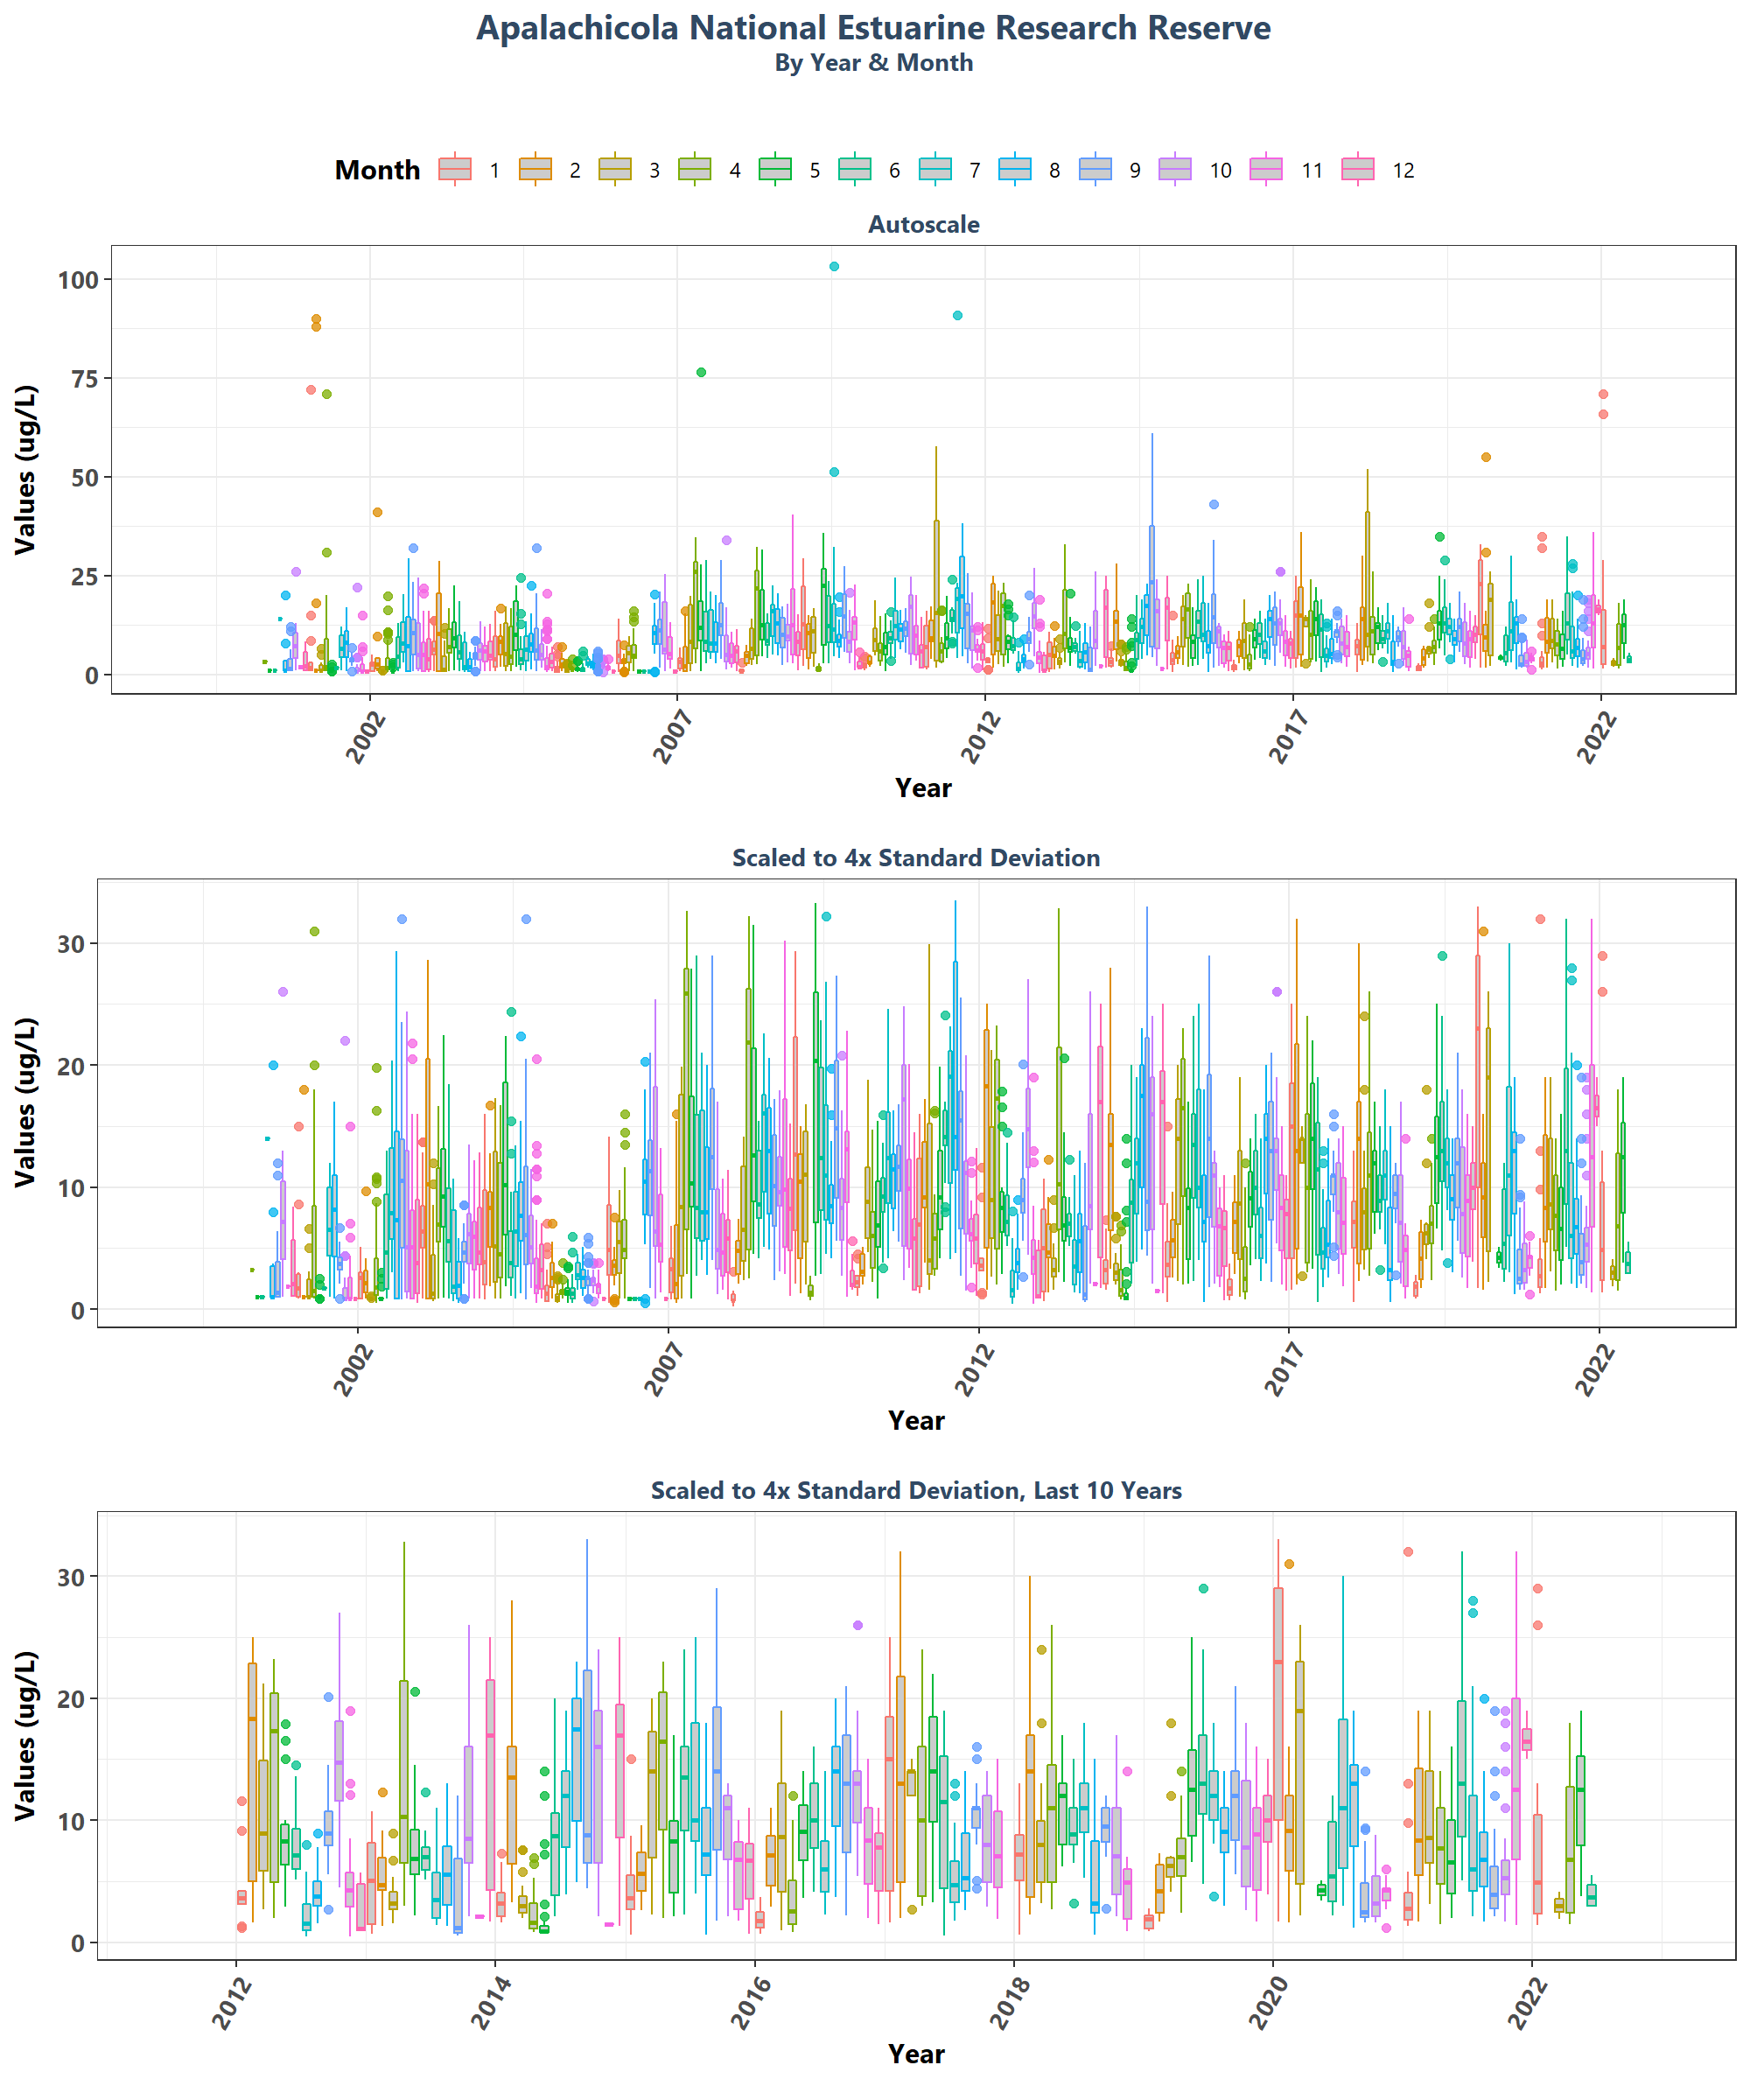 Apalachicola National Estuarine Research Reserve
By Year & Month
Month 1 2 3 4 5 6 7 8 9 10 11 12
Autoscale
Values (ug/L)
100
75
50
25
0
2002 2007 2012 2017 2022
Year
Scaled to 4x Standard Deviation
Values (ug/L)
30
20
10
0
2002 2007 2012 2017 2022
Year
Scaled to 4x Standard Deviation, Last 10 Years
Values (ug/L)
30
20
10
0
2012 2014 2016 2018 2020 2022
Year